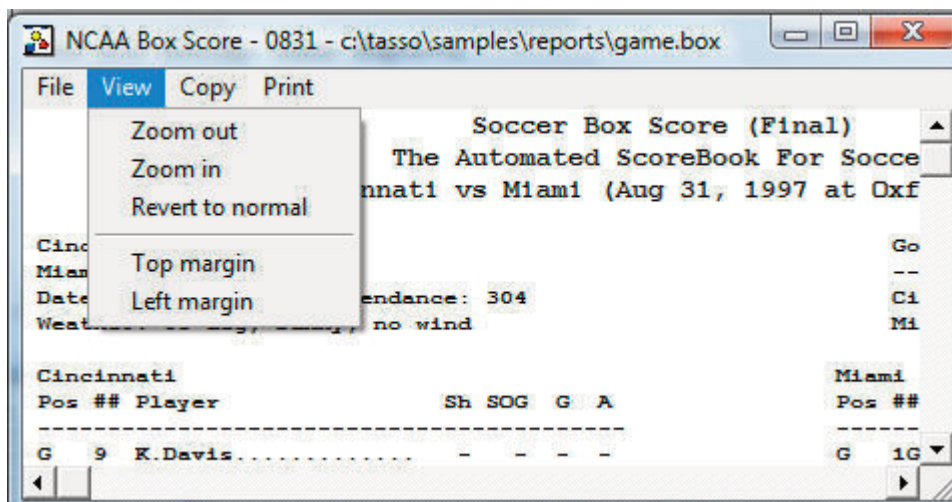 NCAA Box Score - 0831 - c:\tasso\samples\reports\game.box
File View Copy Print
Zoom out
Zoom in
Revert to normal
Top margin
Left margin
Soccer Box Score (Final)
The Automated ScoreBook For Socce
nnati vs Miami (Aug 31, 1997 at Oxf
Cinc Go
Miam --
Date endance: 304 Ci
no wind Mi
Cincinnati Miami
Pos ## Player Sh SOG G A Pos ##
G 9 K.Davis............. - - - - G 1G